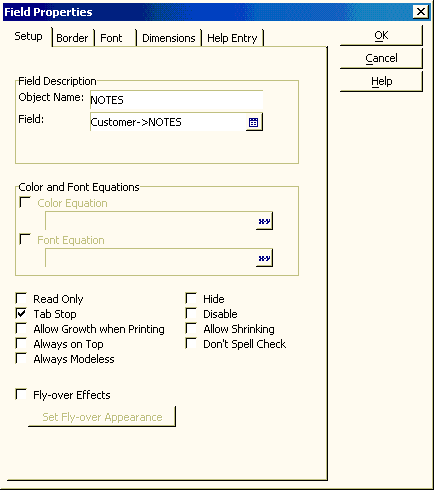 Field Properties
Setup Border Font Dimensions Help Entry
OK
Cancel
Help
Field Description
Object Name: NOTES
Field: Customer->NOTES
Color and Font Equations
Color Equation
x=y
Font Equation
x=y
Read Only Hide
Tab Stop Disable
Allow Growth when Printing Allow Shrinking
Always on Top Don't Spell Check
Always Modeless
Fly-over Effects
Set Fly-over Appearance